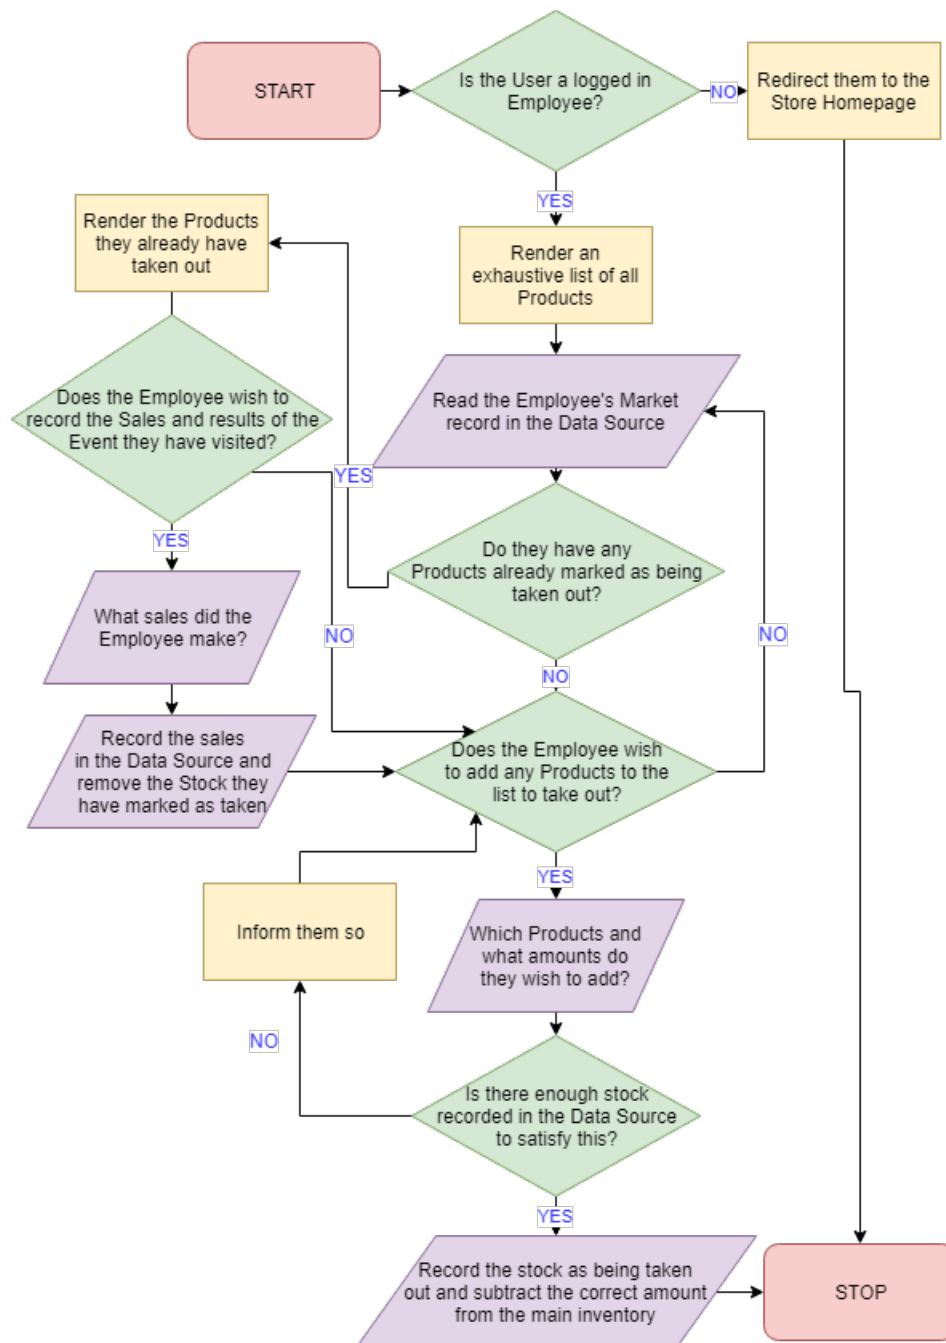 START
Is the User a logged in
Employee?
NO
Redirect them to the
Store Homepage
YES
Render the Products
they already have
taken out
Render an
exhaustive list of all
Products
Does the Employee wish to
record the Sales and results of the
Event they have visited?
Read the Employee's Market
record in the Data Source
YES
YES
Do they have any
Products already marked as being
taken out?
What sales did the
Employee make?
NO
NO
NO
Record the sales
in the Data Source and
remove the Stock they
have marked as taken
Does the Employee wish
to add any Products to the
list to take out?
YES
Inform them so
Which Products and
what amounts do
they wish to add?
NO
Is there enough stock
recorded in the Data Source
to satisfy this?
YES
Record the stock as being taken
out and subtract the correct amount
from the main inventory
STOP